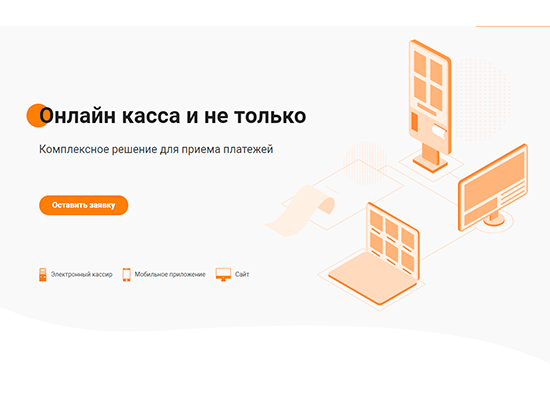 Онлайн касса и не только
Комплексное решение для приема платежей
Оставить заявку
Электронный кассир Мобильное приложение Сайт